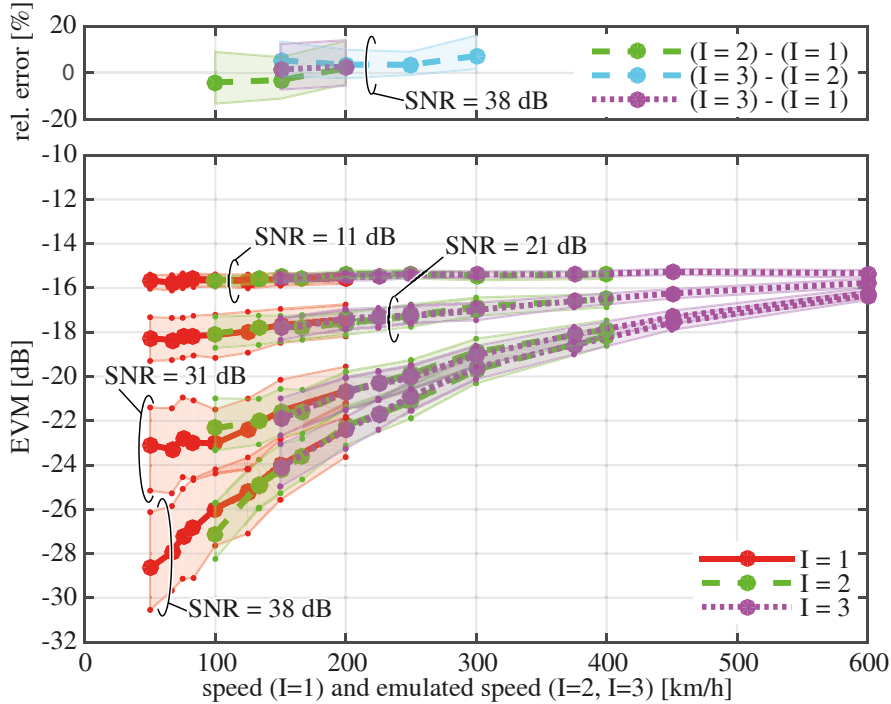 20
0
-20
rel. error [%]
(I = 2) - (I = 1)
(I = 3) - (I = 2)
(I = 3) - (I = 1)
SNR = 38 dB
-10
-12
-14
-16
-18
-20
-22
-24
-26
-28
-30
-32
EVM [dB]
SNR = 11 dB
SNR = 21 dB
SNR = 31 dB
SNR = 38 dB
I = 1
I = 2
I = 3
0 100 200 300 400 500 600
speed (I=1) and emulated speed (I=2, I=3) [km/h]